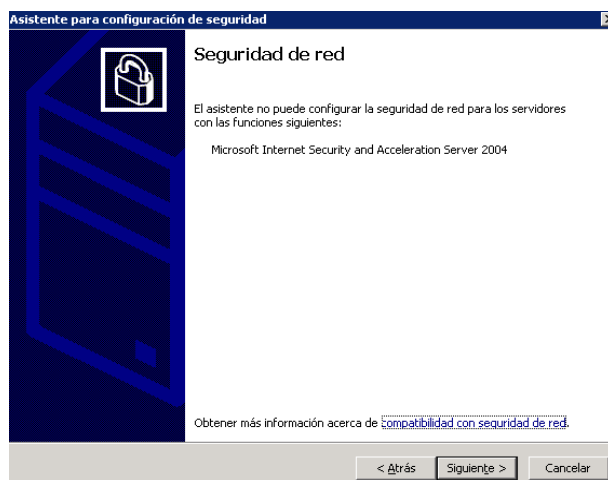 Asistente para configuración de seguridad
Seguridad de red
El asistente no puede configurar la seguridad de red para los servidores
con las funciones siguientes:
Microsoft Internet Security and Acceleration Server 2004
Obtener más información acerca de compatibilidad con seguridad de red.
< Atrás
Siguiente >
Cancelar